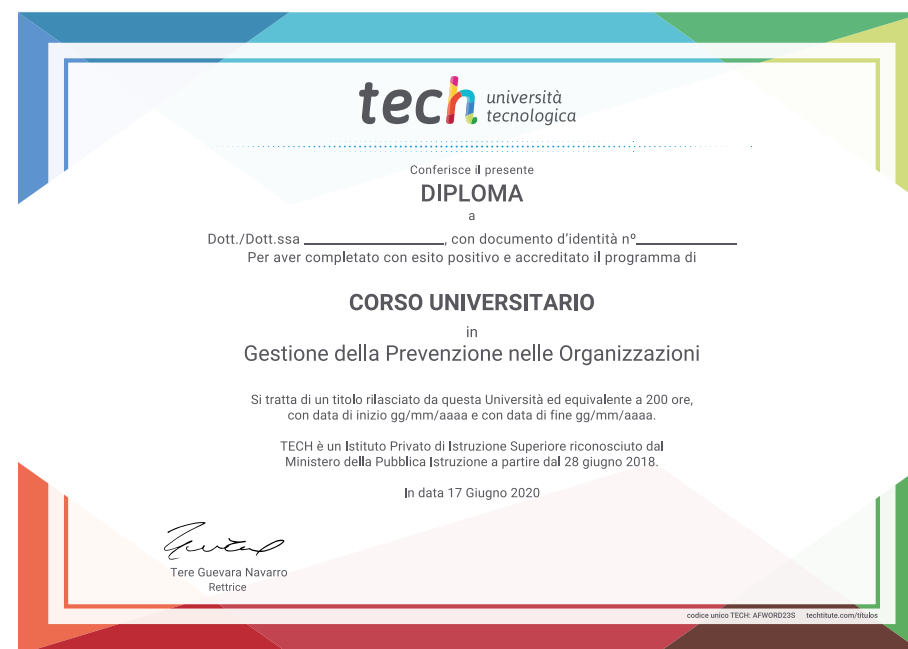 tech università
tecnologica
Conferisce il presente
DIPLOMA
a
Dott./Dott.ssa ____________________, con documento d'identità nº______________
Per aver completato con esito positivo e accreditato il programma di
CORSO UNIVERSITARIO
in
Gestione della Prevenzione nelle Organizzazioni
Si tratta di un titolo rilasciato da questa Università ed equivalente a 200 ore,
con data di inizio gg/mm/aaaa e con data di fine gg/mm/aaaa.
TECH è un Istituto Privato di Istruzione Superiore riconosciuto dal
Ministero della Pubblica Istruzione a partire dal 28 giugno 2018.
In data 17 Giugno 2020
Tere Guevara Navarro
Rettrice
codice unico TECH: AFWORD23S techtitute.com/titulos